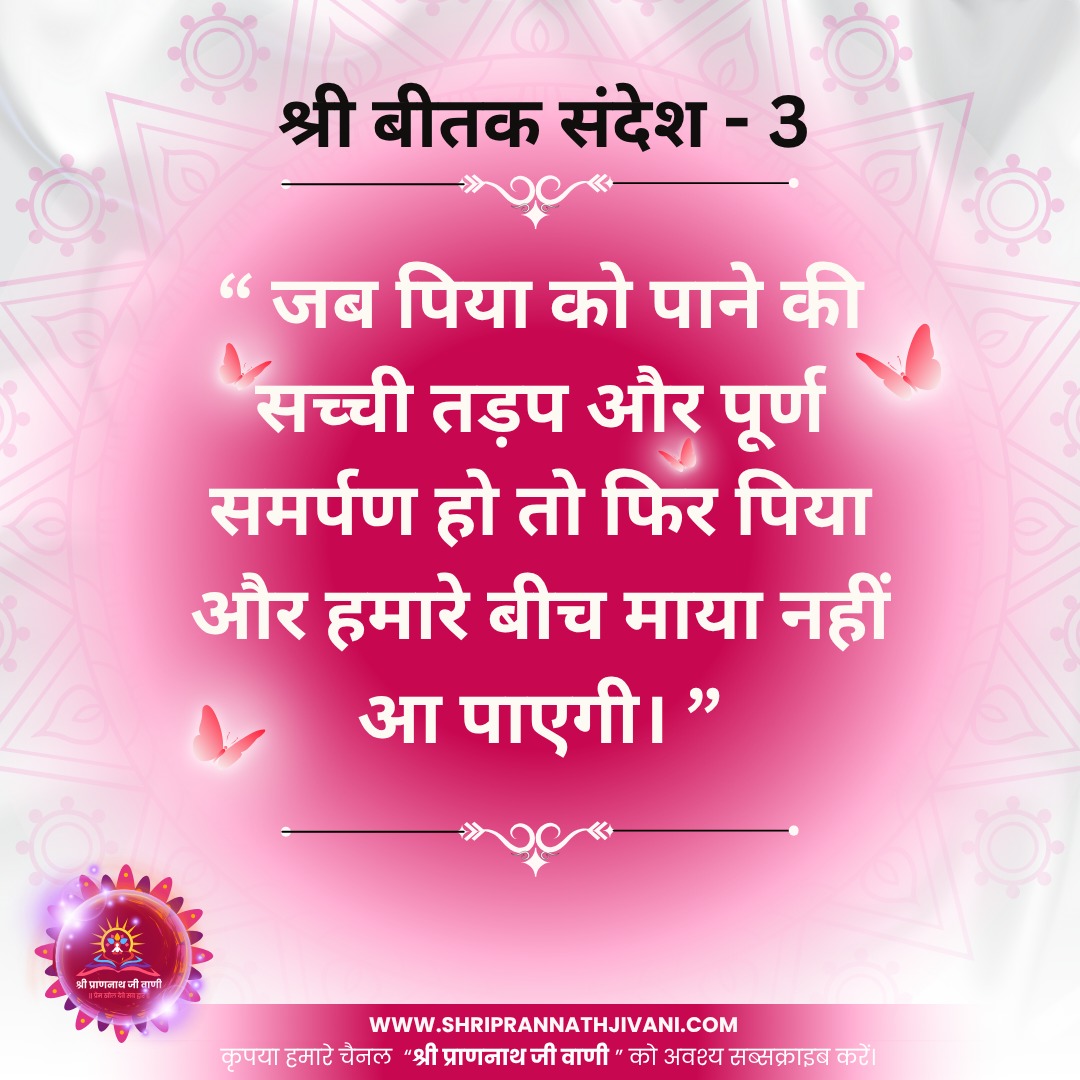 श्री बीतक संदेश - 3
“ जब पिया को पाने की
सच्ची तड़प और पूर्ण
समर्पण हो तो फिर पिया
और हमारे बीच माया नहीं
आ पाएगी। ”
श्री प्राणनाथ जी वाणी
|| प्रेम खोल देवे सब द्वार ||
WWW.SHRIPRANNATHJIVANI.COM
कृपया हमारे चैनल “श्री प्राणनाथ जी वाणी ” को अवश्य सब्सक्राइब करें।